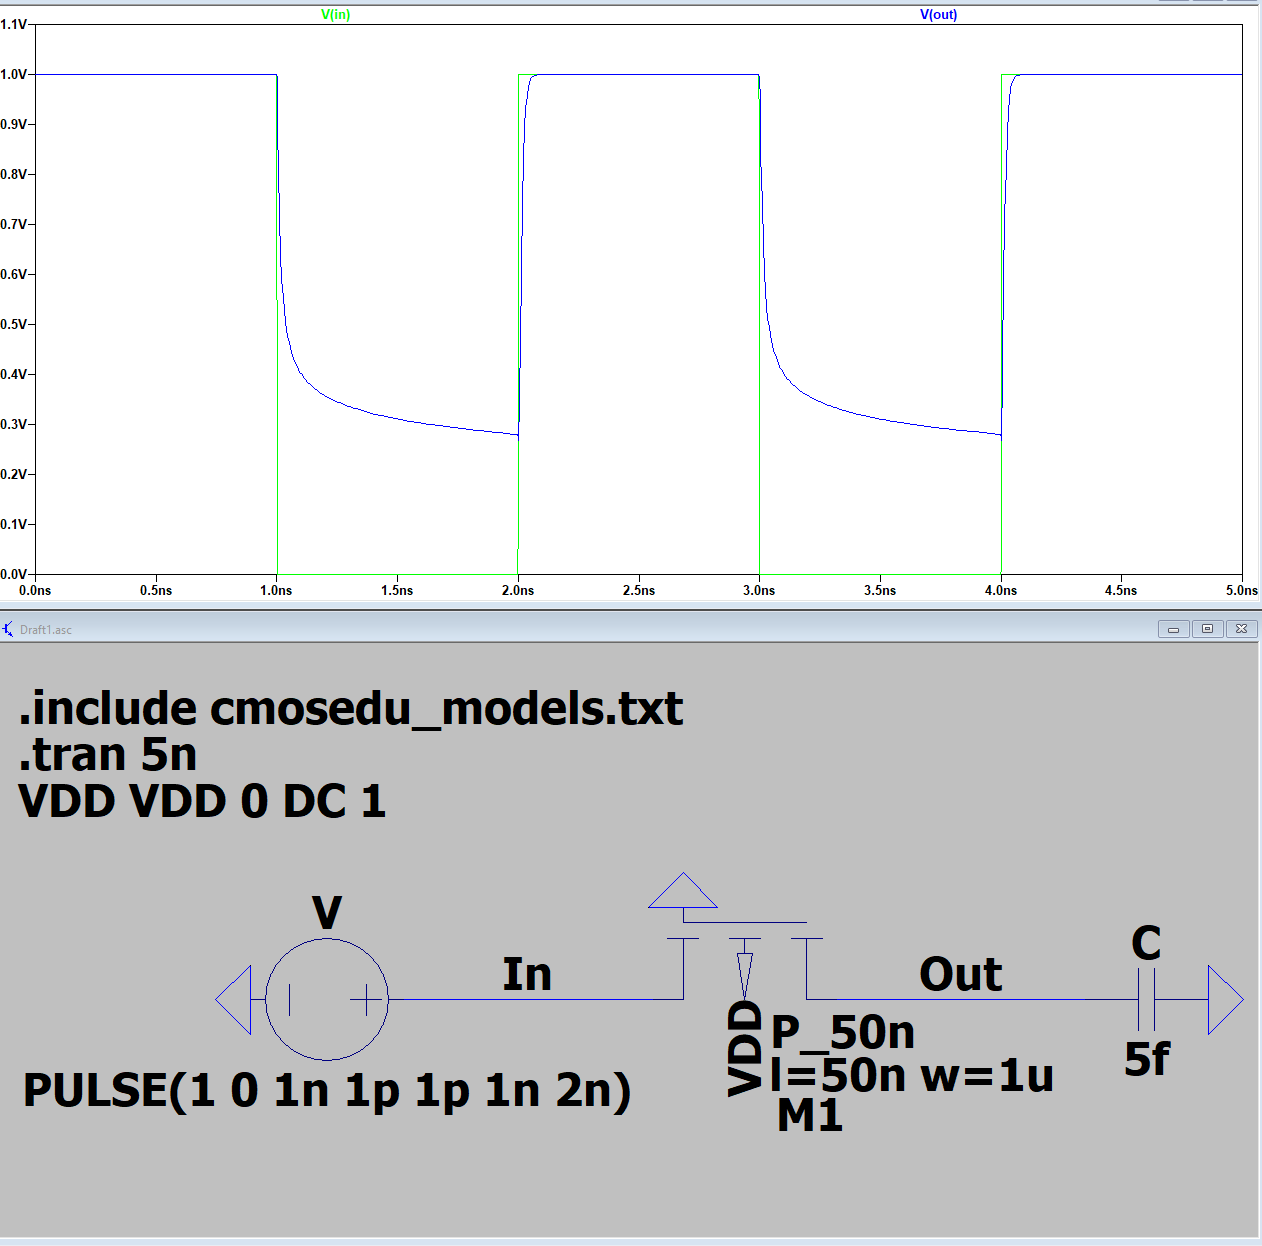 V(in) V(out)
1.1V
1.0V
0.9V
0.8V
0.7V
0.6V
0.5V
0.4V
0.3V
0.2V
0.1V
0.0V
0.0ns 0.5ns 1.0ns 1.5ns 2.0ns 2.5ns 3.0ns 3.5ns 4.0ns 4.5ns 5.0ns
Draft1.asc
.include cmosedu_models.txt
.tran 5n
VDD VDD 0 DC 1
V
In
Out
C
VDD
P_50n
l=50n w=1u
M1
5f
PULSE(1 0 1n 1p 1p 1n 2n)